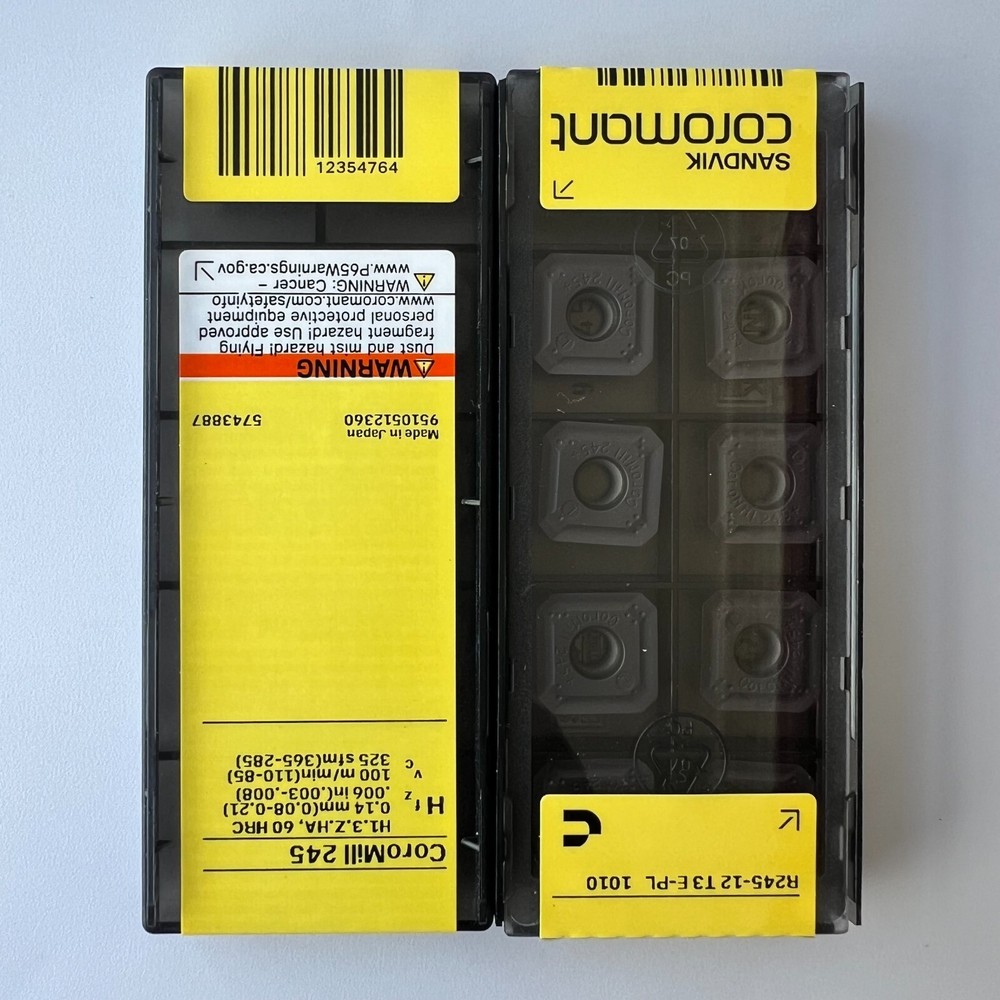 12354764
CoroMill 245
H1.3.Z.HA, 60 HRC
H fz 0.14 mm(0.08-0.21)
.006 in(.003-.008)
vc 100 m/min(110-85)
325 sfm(365-285)
Made in Japan
9510512360 5743887
⚠WARNING
Dust and mist hazard! Flying
fragment hazard! Use approved
personal protective equipment
www.coromant.com/safetyinfo
⚠WARNING: Cancer –
www.P65Warnings.ca.gov
R245-12 T3 E-PL 1010
SANDVIK
coromant